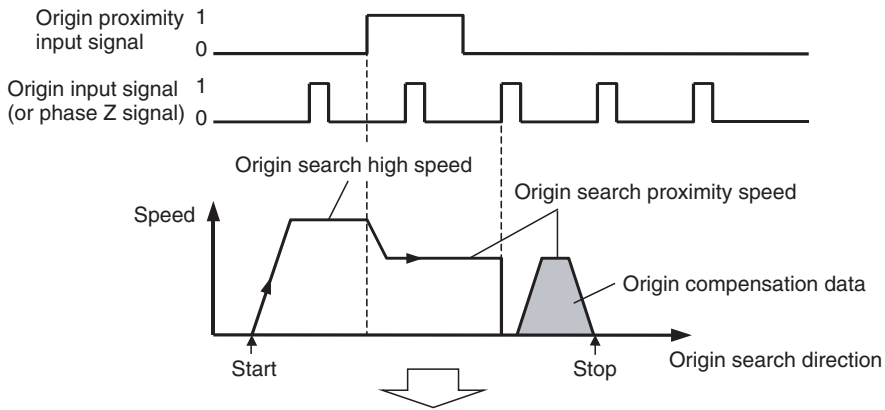 Origin proximity
input signal
1
0
Origin input signal
(or phase Z signal)
1
0
Origin search high speed
Origin search proximity speed
Speed
Origin compensation data
Start
Stop
Origin search direction